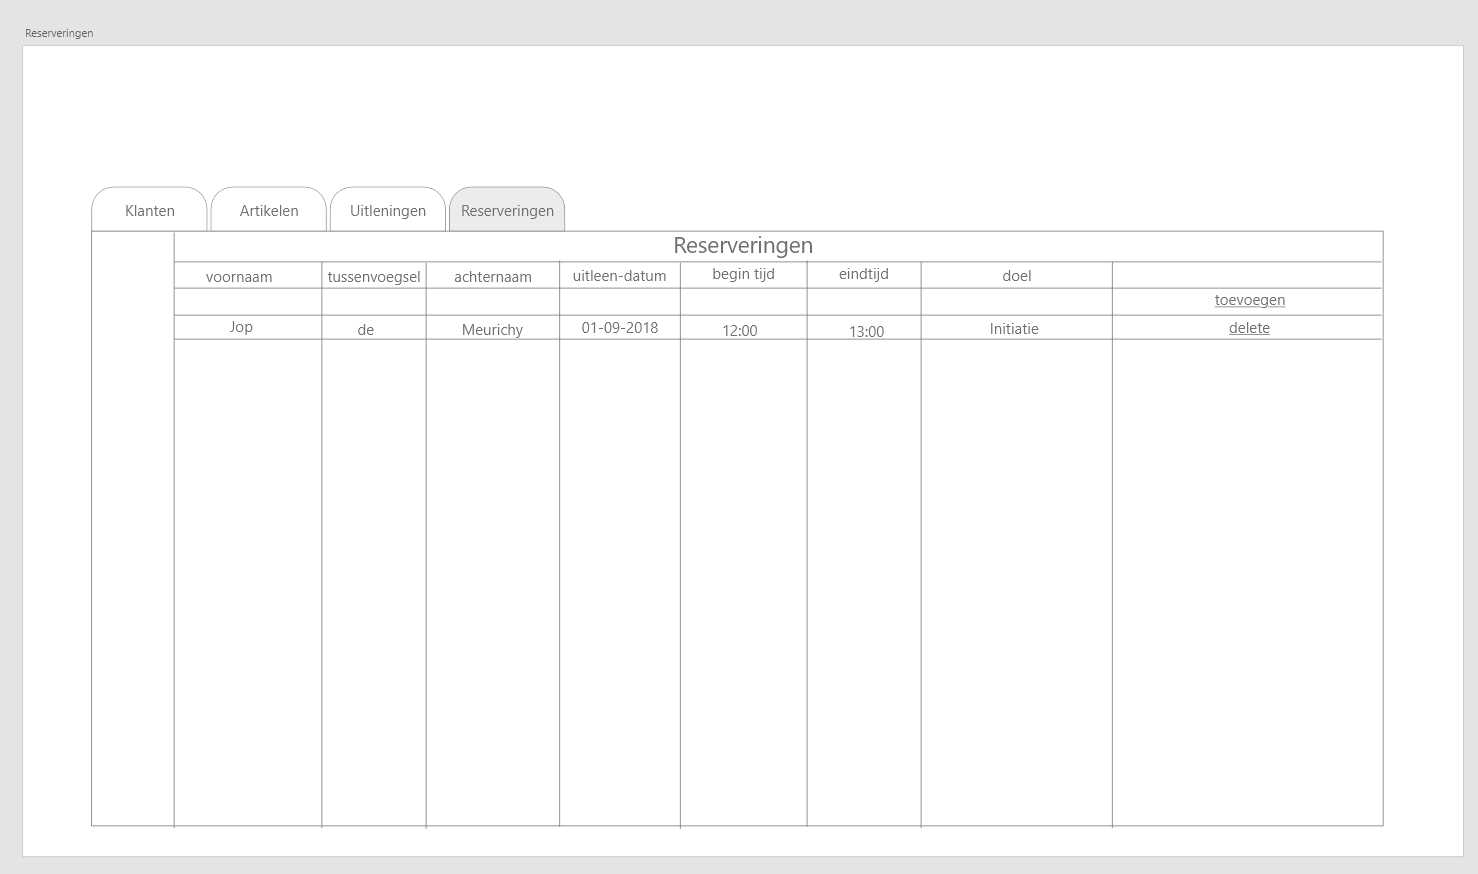 Reserveringen
Klanten Artikelen Uitleningen Reserveringen
Reserveringen
voornaam tussenvoegsel achternaam uitleen-datum begin tijd eindtijd doel
toevoegen
Jop de Meurichy 01-09-2018 12:00 13:00 Initiatie delete